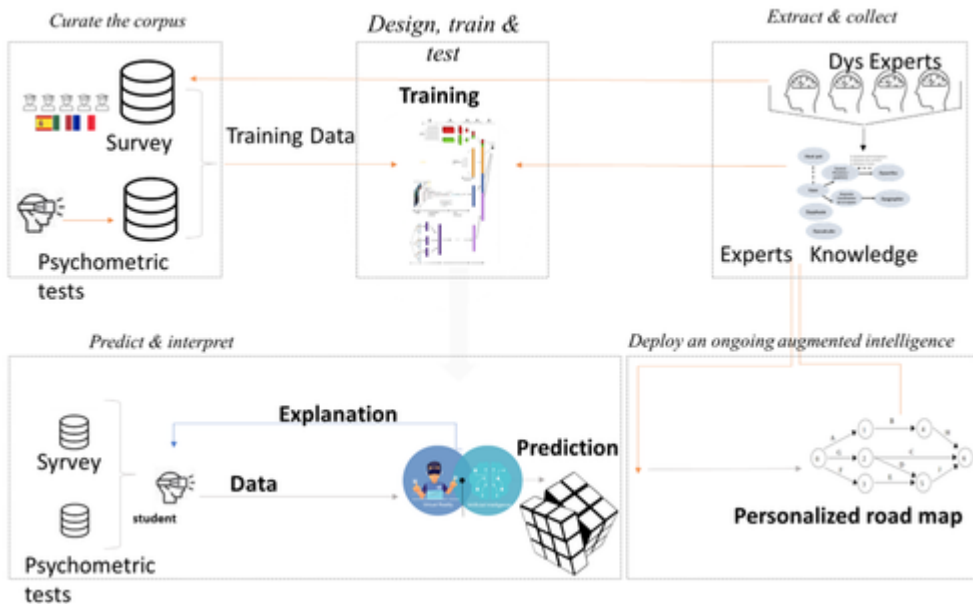 Curate the corpus
Design, train &
test
Extract & collect
Survey
Psychometric
tests
Training Data
Training
Dys Experts
Experts Knowledge
Predict & interpret
Syrvey
Psychometric
tests
student
Explanation
Data
Prediction
Deploy an ongoing augmented intelligence
Personalized road map